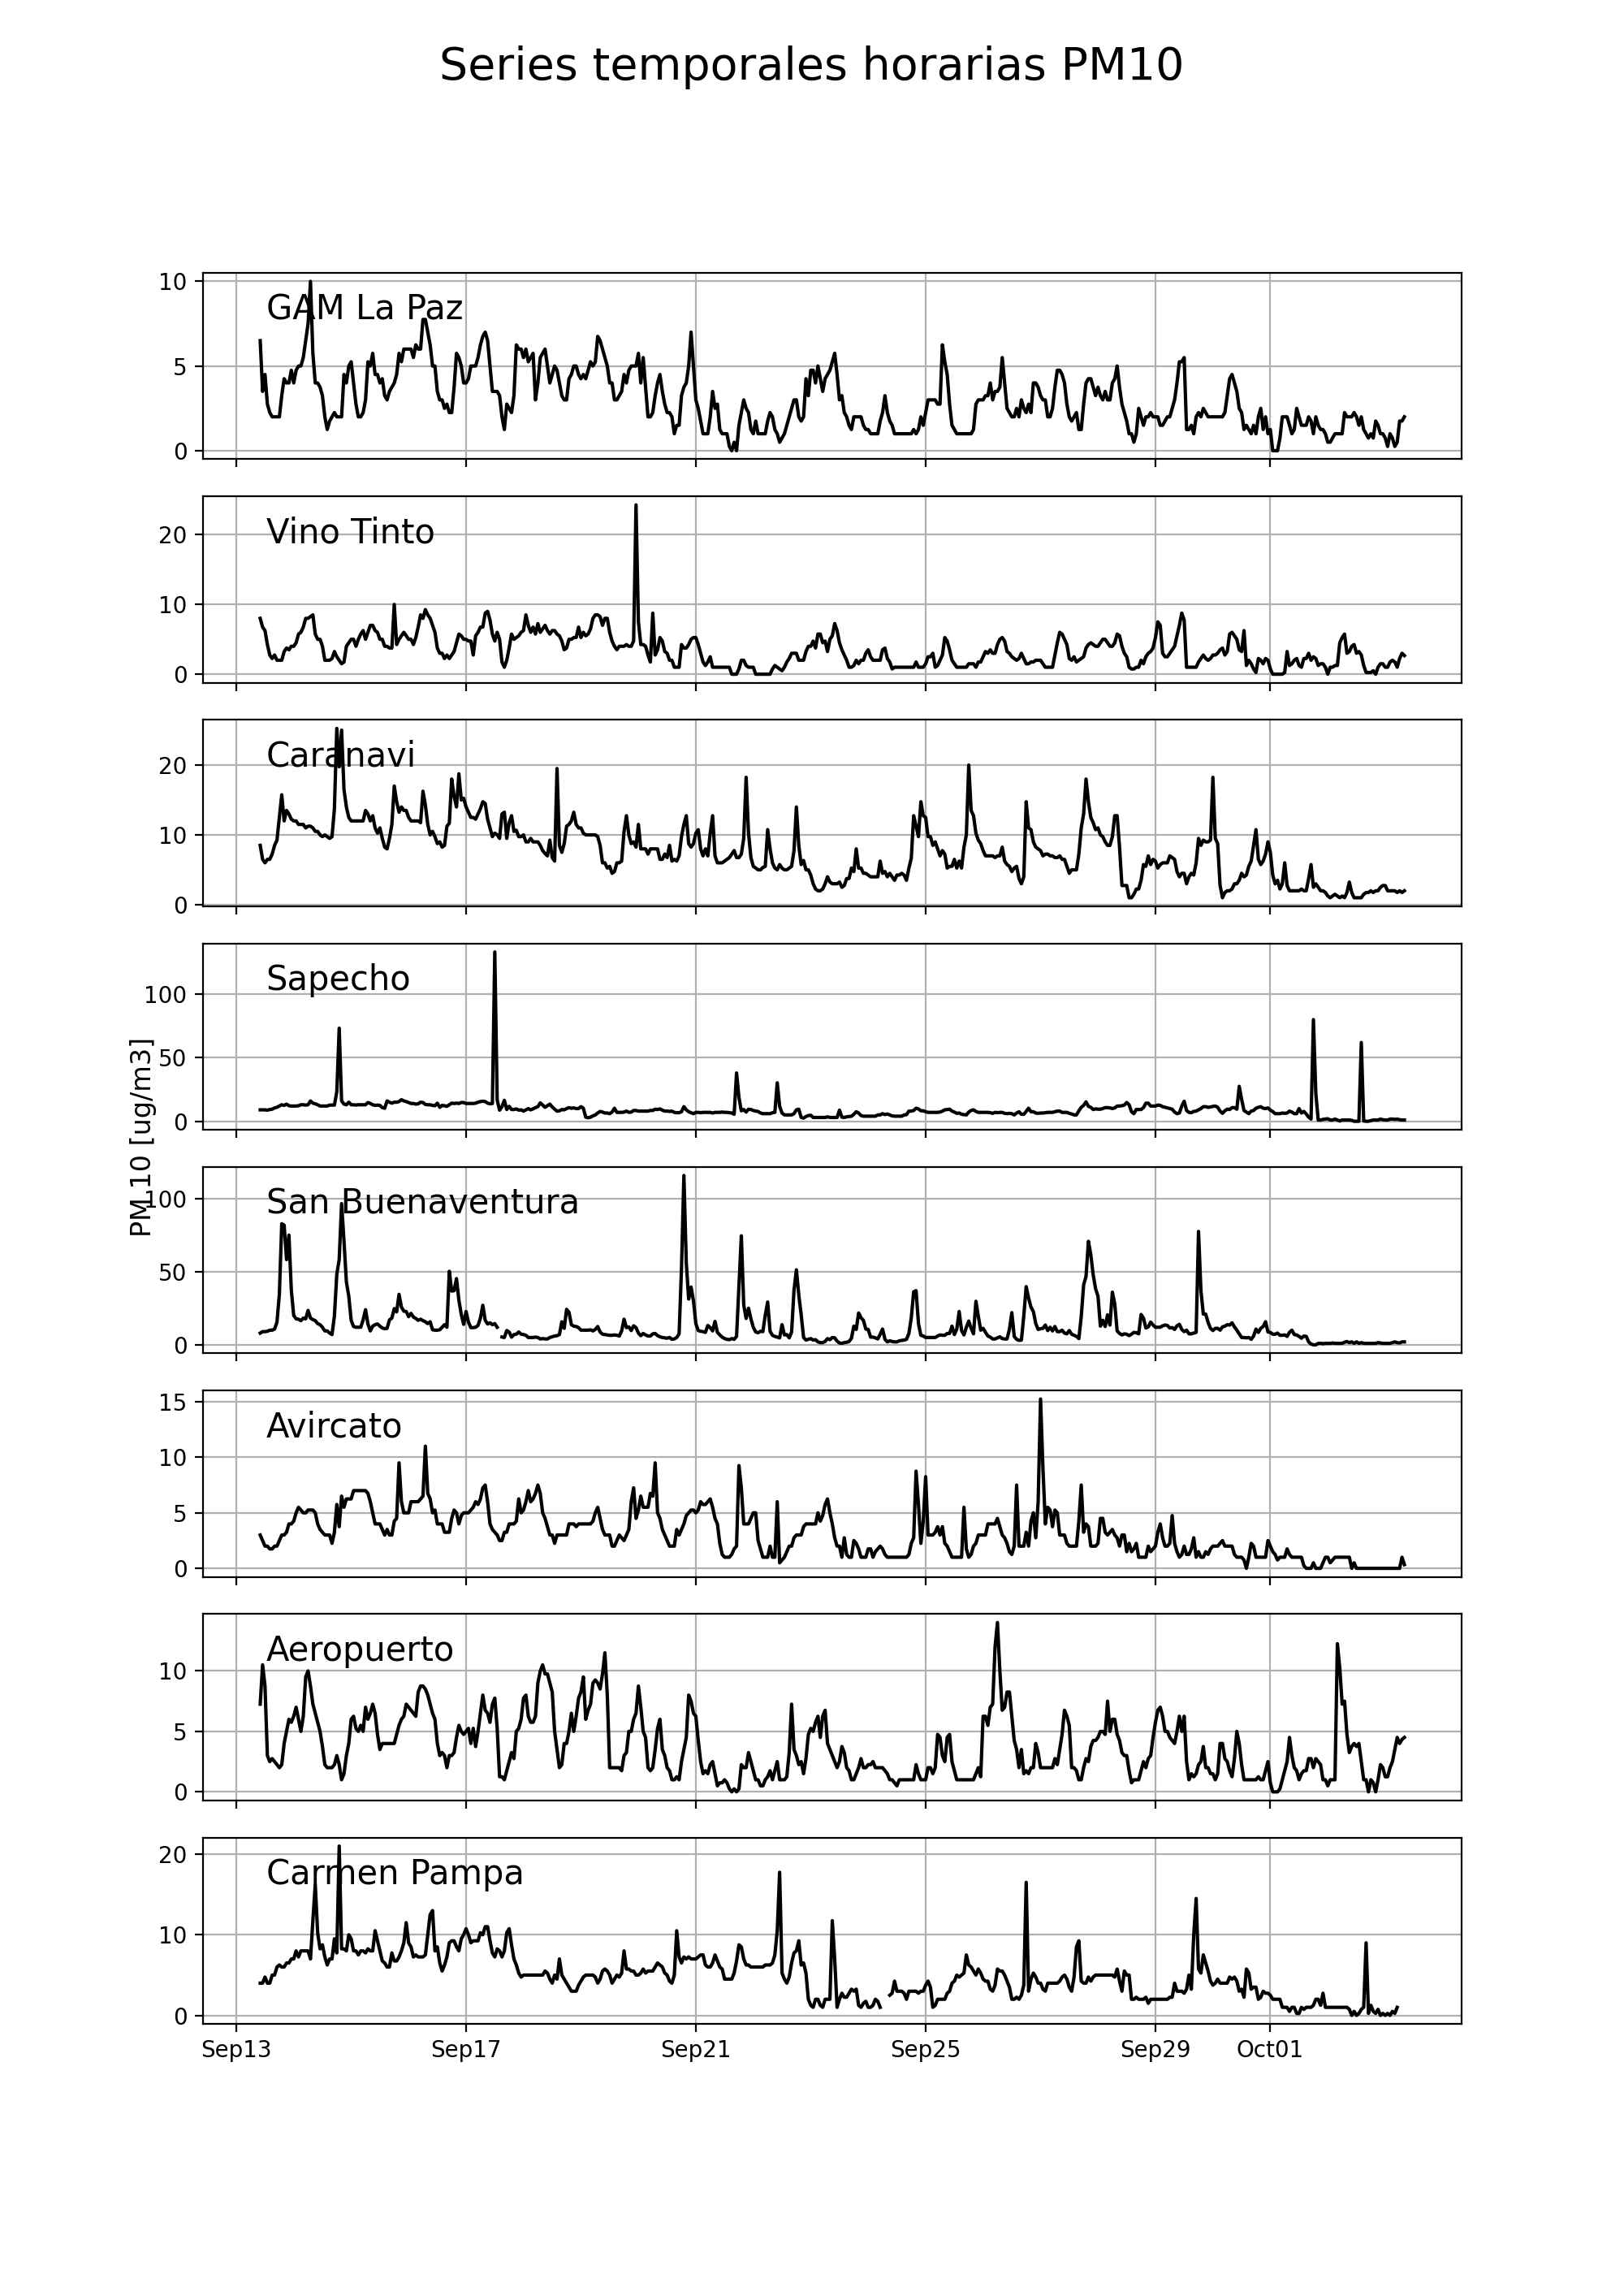 Series temporales horarias PM10
10
GAM La Paz
5
0
20
Vino Tinto
10
0
20
Caranavi
10
0
Sapecho
100
50
0
PM 10 [ug/m3]
100
San Buenaventura
50
0
15
Avircato
10
5
0
Aeropuerto
10
5
0
20
Carmen Pampa
10
0
Sep13 Sep17 Sep21 Sep25 Sep29 Oct01